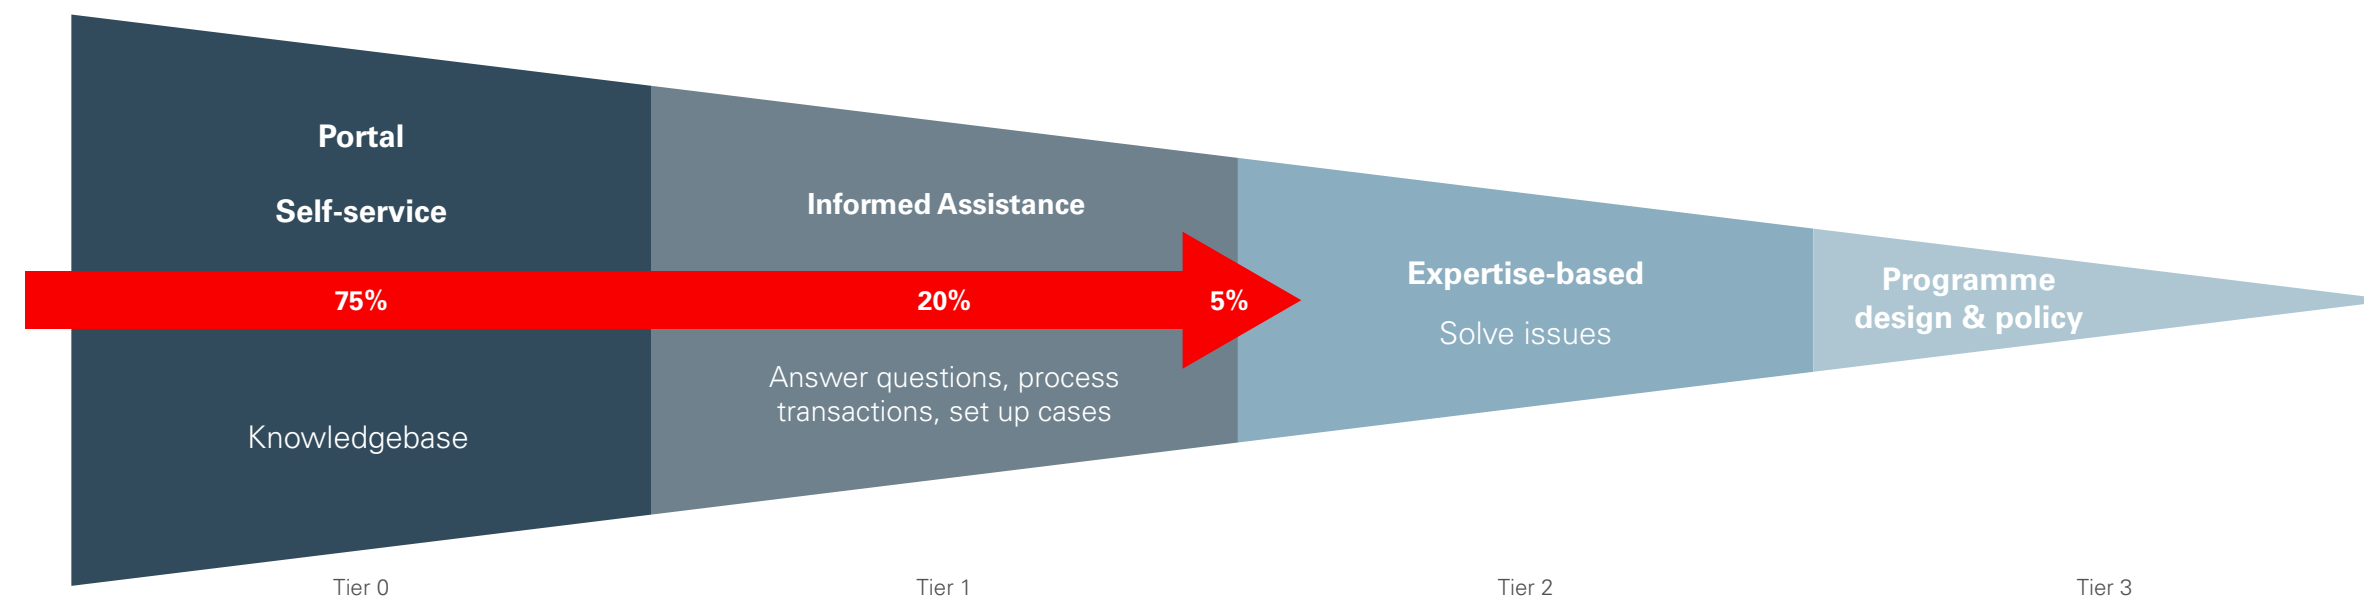 Portal
Self-service
75%
Knowledgebase
Tier 0
Informed Assistance
20%
Answer questions, process
transactions, set up cases
Tier 1
5%
Expertise-based
Solve issues
Tier 2
Programme
design & policy
Tier 3